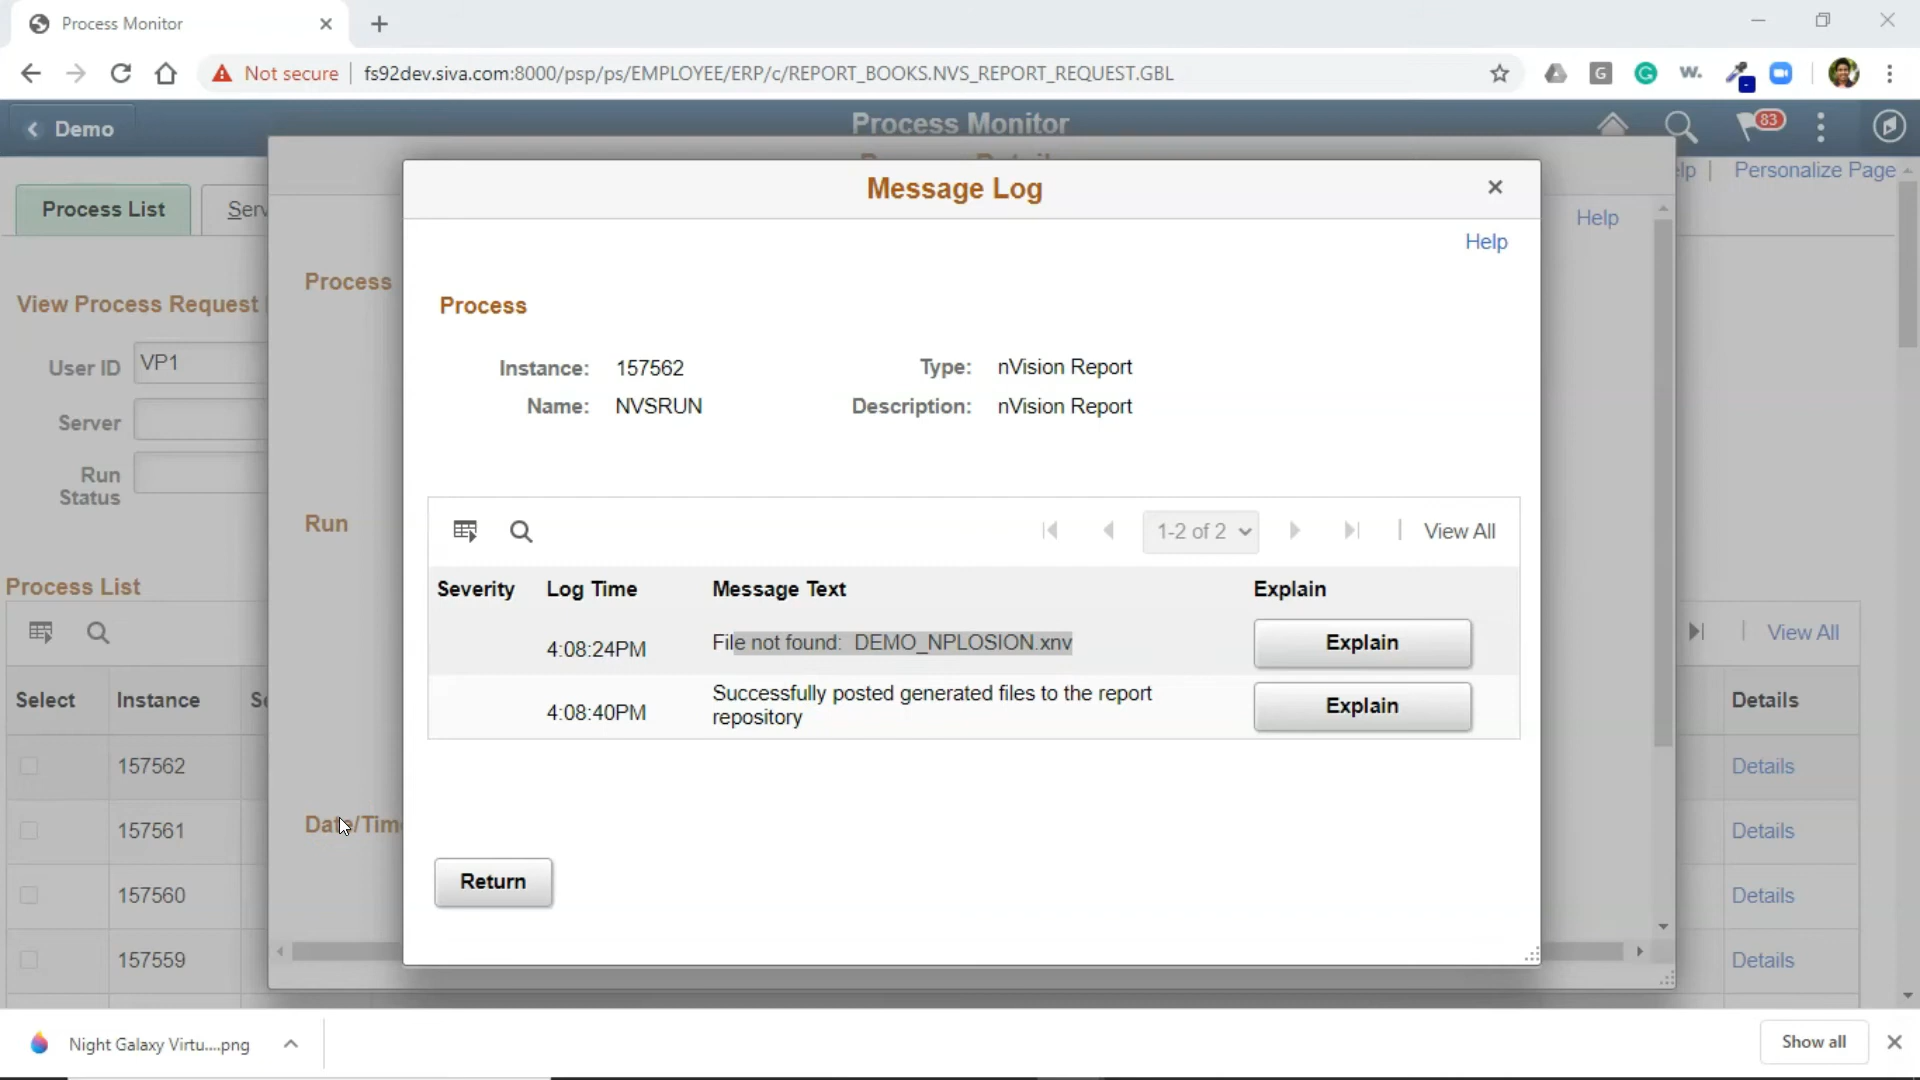 Process Monitor
Not secure
fs92dev.siva.com:8000/psp/ps/EMPLOYEE/ERP/c/REPORT_BOOKS.NVS_REPORT_REQUEST.GBL
G
w.
Demo
Process Monitor
83
Personalize Page
Process List
Help
Message Log
Help
View Process Request
User ID VP1
Server
Run
Status
Process
Run
Process
Instance: 157562 Type: nVision Report
Name: NVSRUN Description: nVision Report
1-2 of 2 View All
Severity Log Time Message Text Explain
4:08:24PM File not found: DEMO_NPLOSION.xnv Explain
4:08:40PM Successfully posted generated files to the report
repository Explain
Return
Process List
View All
Select Instance Details
157562 Details
157561 Details
157560 Details
157559 Details
Night Galaxy Virtu....png
Show all